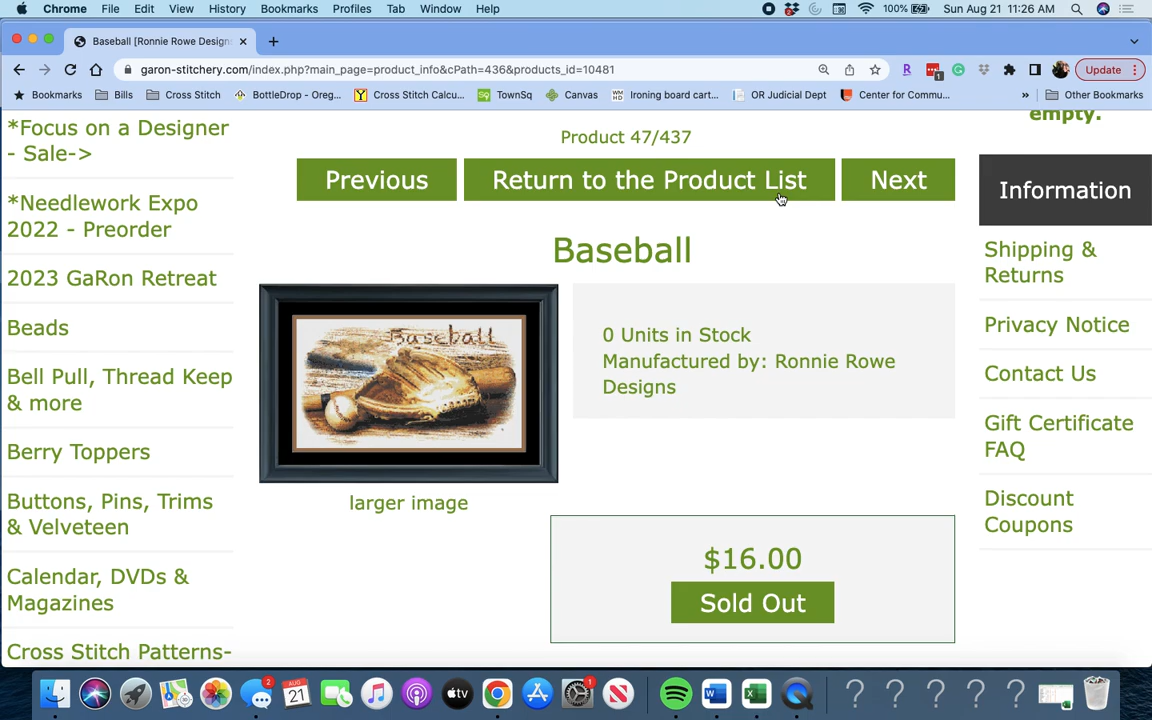 Chrome File Edit View History Bookmarks Profiles Tab Window Help 100% Sun Aug 21 11:26 AM
Baseball [Ronnie Rowe Design
garon-stitchery.com/index.php?main_page=product_info&cPath=436&products_id=10481 Update
Bookmarks Bills Cross Stitch BottleDrop - Oreg... Cross Stitch Calcu... TownSq Canvas Ironing board cart... OR Judicial Dept Center for Commu... » Other Bookmarks
*Focus on a Designer
- Sale->
*Needlework Expo
2022 - Preorder
2023 GaRon Retreat
Beads
Bell Pull, Thread Keep
& more
Berry Toppers
Buttons, Pins, Trims
& Velveteen
Calendar, DVDs &
Magazines
Cross Stitch Patterns-
Product 47/437
Previous Return to the Product List Next
Baseball
Baseball
larger image
0 Units in Stock
Manufactured by: Ronnie Rowe
Designs
$16.00
Sold Out
empty.
Information
Shipping &
Returns
Privacy Notice
Contact Us
Gift Certificate
FAQ
Discount
Coupons
2 AUG 21 tv 1
? ? ? ? ?